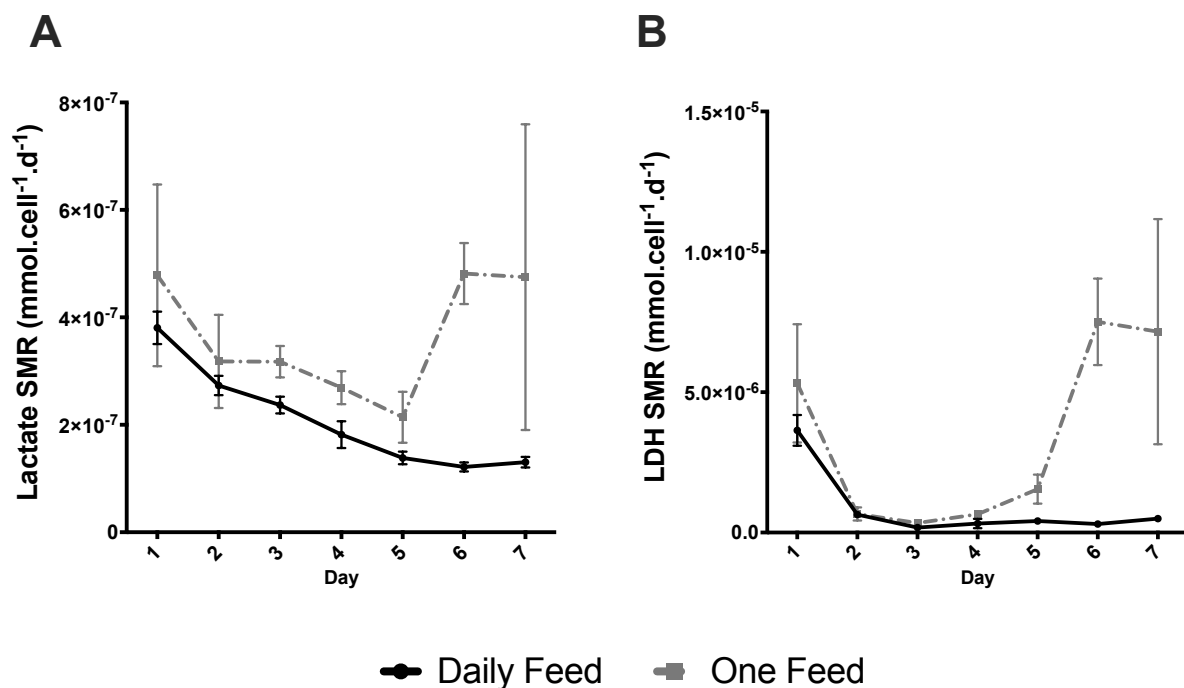 A
Lactate SMR (mmol.cell⁻¹.d⁻¹)
8×10⁻⁷
6×10⁻⁷
4×10⁻⁷
2×10⁻⁷
0
1 2 3 4 5 6 7
Day
B
LDH SMR (mmol.cell⁻¹.d⁻¹)
1.5×10⁻⁵
1.0×10⁻⁵
5.0×10⁻⁶
0.0
1 2 3 4 5 6 7
Day
Daily Feed One Feed